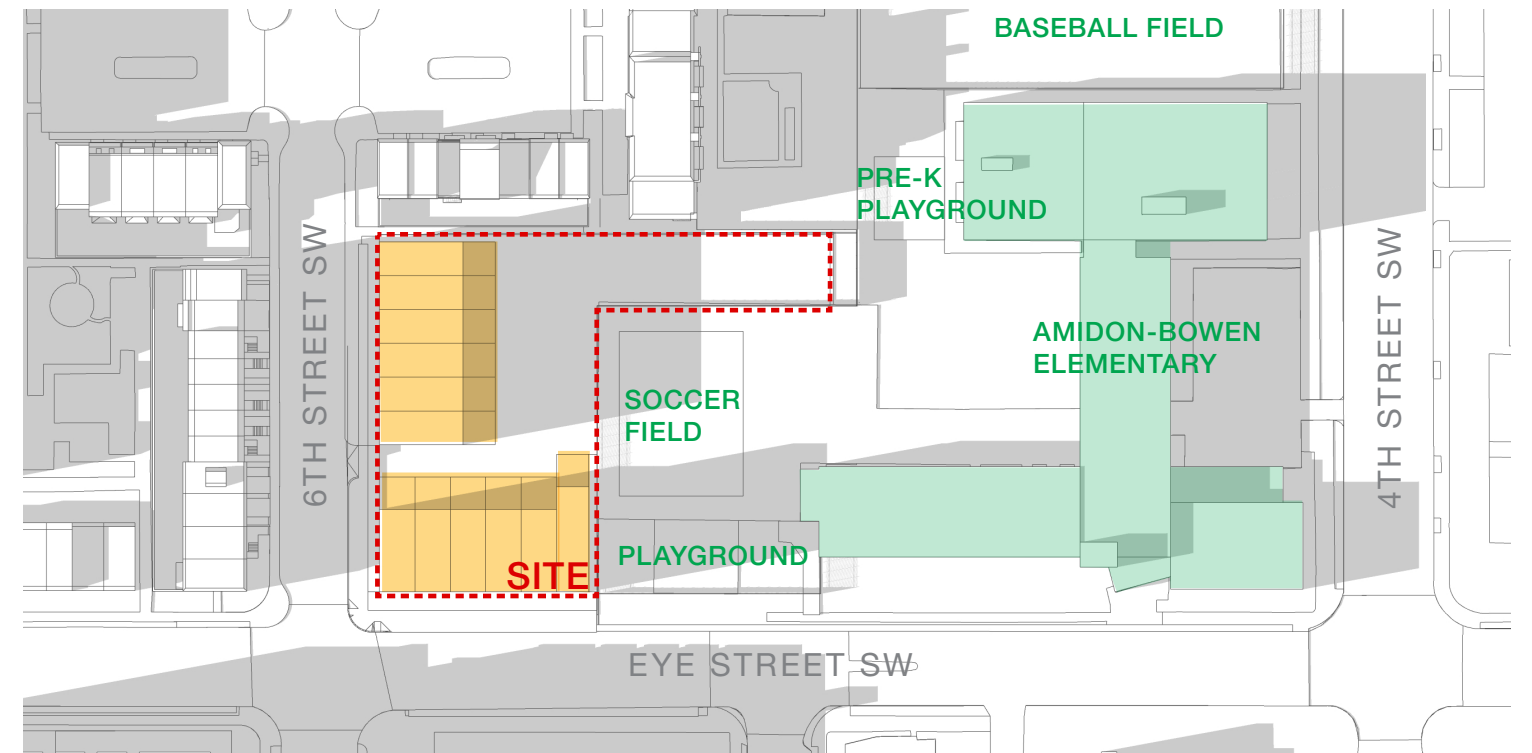 BASEBALL FIELD
PRE-K
PLAYGROUND
6TH STREET SW
4TH STREET SW
AMIDON-BOWEN
ELEMENTARY
SOCCER
FIELD
PLAYGROUND
SITE
EYE STREET SW